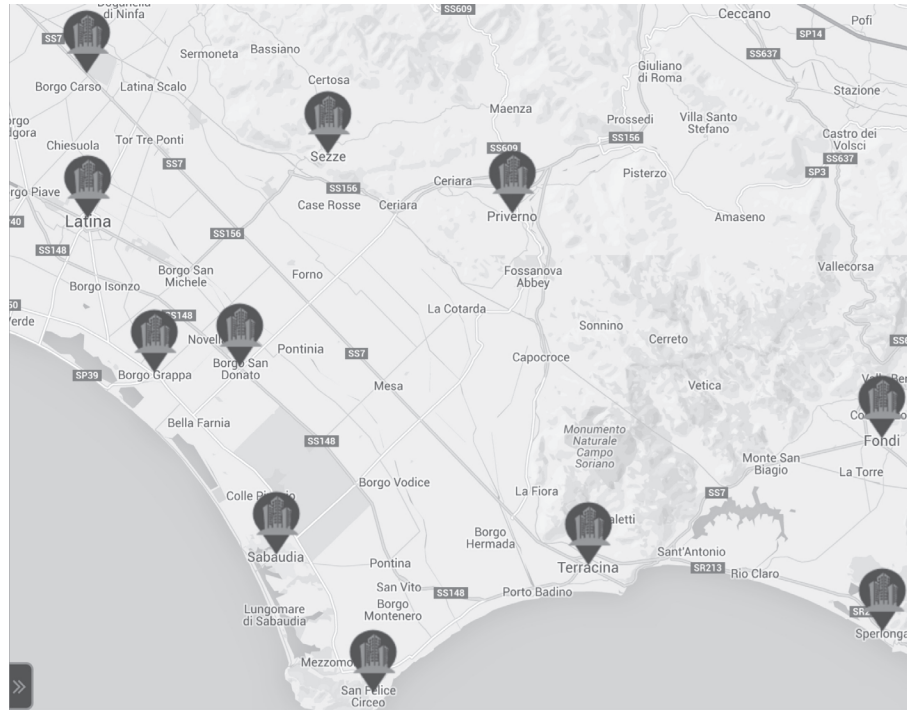 di Ninfa
SS609
Ceccano
Pofi
SS7
SP14
Sermoneta
Bassiano
SS637
Certosa
Giuliano
di Roma
Borgo Carso
Latina Scalo
Stazione
Maenza
Prossedi
Villa Santo
Stefano
Chiesuola
Tor Tre Ponti
SS156
Castro dei
Volsci
SS609
SS637
Sezze
SS7
SP3
Pisterzo
Ceriara
SS156
Case Rosse
Ceriara
Priverno
Amaseno
Latina
SS156
SS148
Vallecorsa
Borgo San
Michele
Forno
Fossanova
Abbey
Borgo Isonzo
La Cotarda
SS148
Sonnino
Cerreto
Pontinia
SS7
Capocroce
Borgo San
Donato
SP39
Borgo Grappa
Mesa
Vetica
Bella Farnia
Monumento
Naturale
Campo
Soriano
SS148
Fondi
Monte San
Biagio
La Torre
Borgo Vodice
La Fiora
SS7
Colle
Borgo
Hermada
Sabaudia
Sant'Antonio
Pontina
Terracina
SR213
Rio Claro
San Vito
SS148
Porto Badino
Borgo
Montenero
Lungomare
di Sabaudia
Sperlonga
San Felice
Circeo